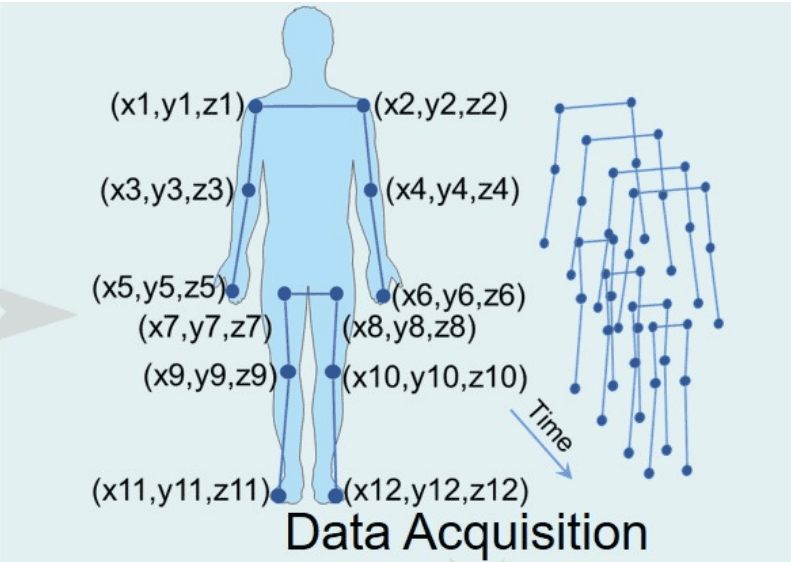 (x1,y1,z1) (x2,y2,z2)
(x3,y3,z3) (x4,y4,z4)
(x5,y5,z5) (x6,y6,z6)
(x7,y7,z7) (x8,y8,z8)
(x9,y9,z9) (x10,y10,z10)
Time
(x11,y11,z11) (x12,y12,z12)
Data Acquisition